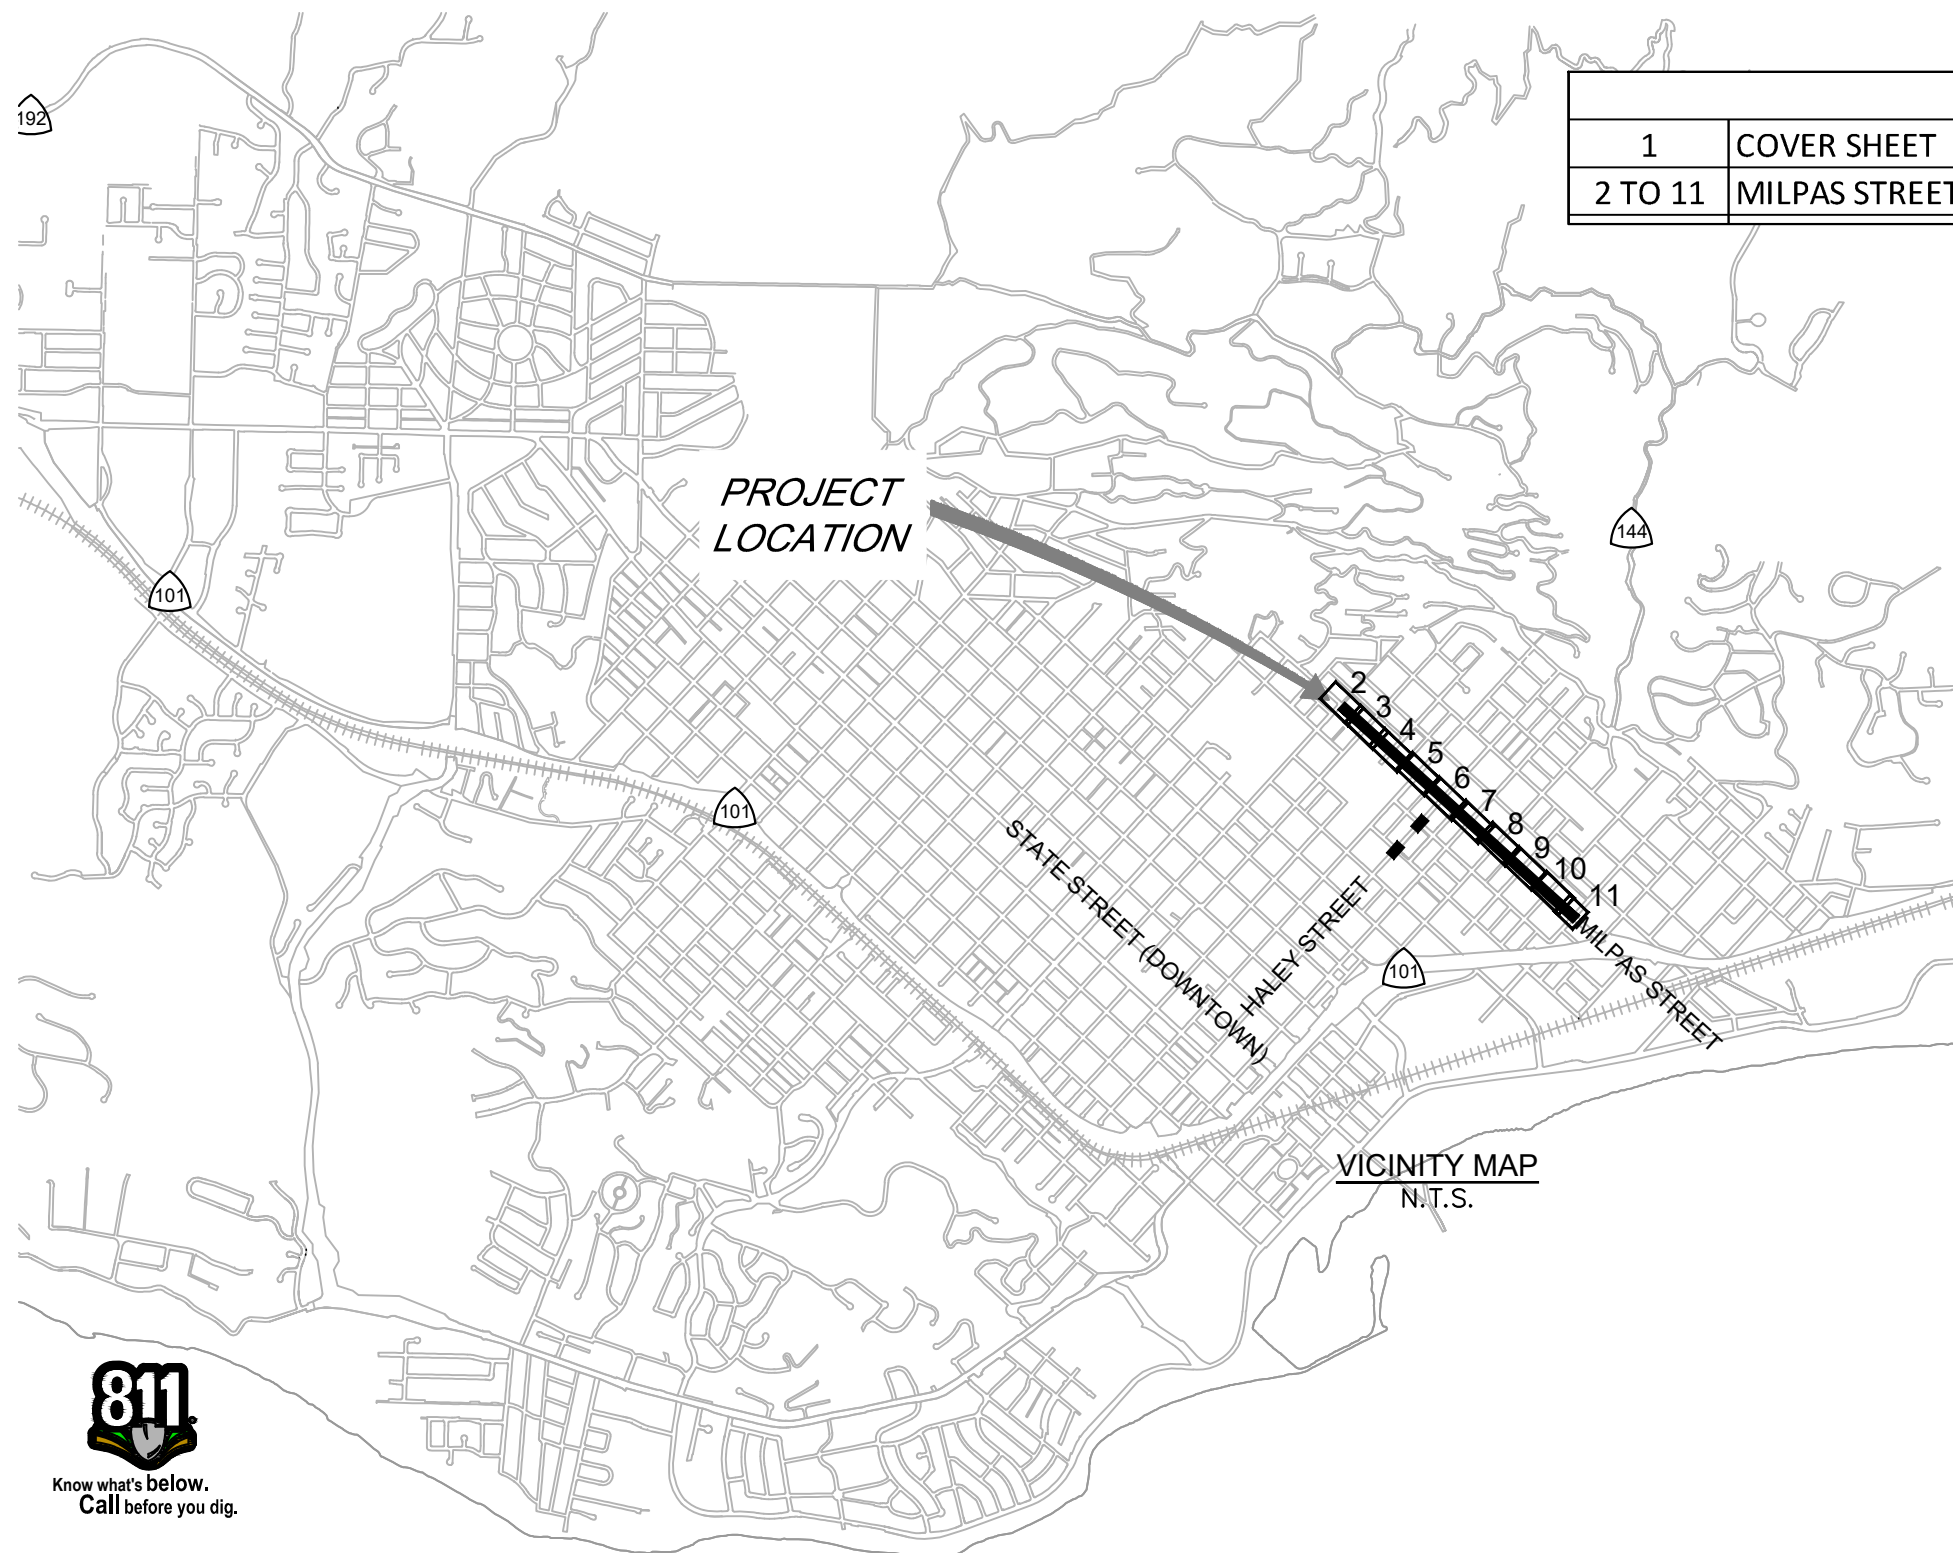 192
1 COVER SHEET
2 TO 11 MILPAS STREET
PROJECT
LOCATION
144
101
2
3
4
5
6
7
8
9
10
11
101
STATE STREET (DOWNTOWN)
HALEY STREET
101
MILPAS STREET
VICINITY MAP
N.T.S.
811
Know what's below.
Call before you dig.